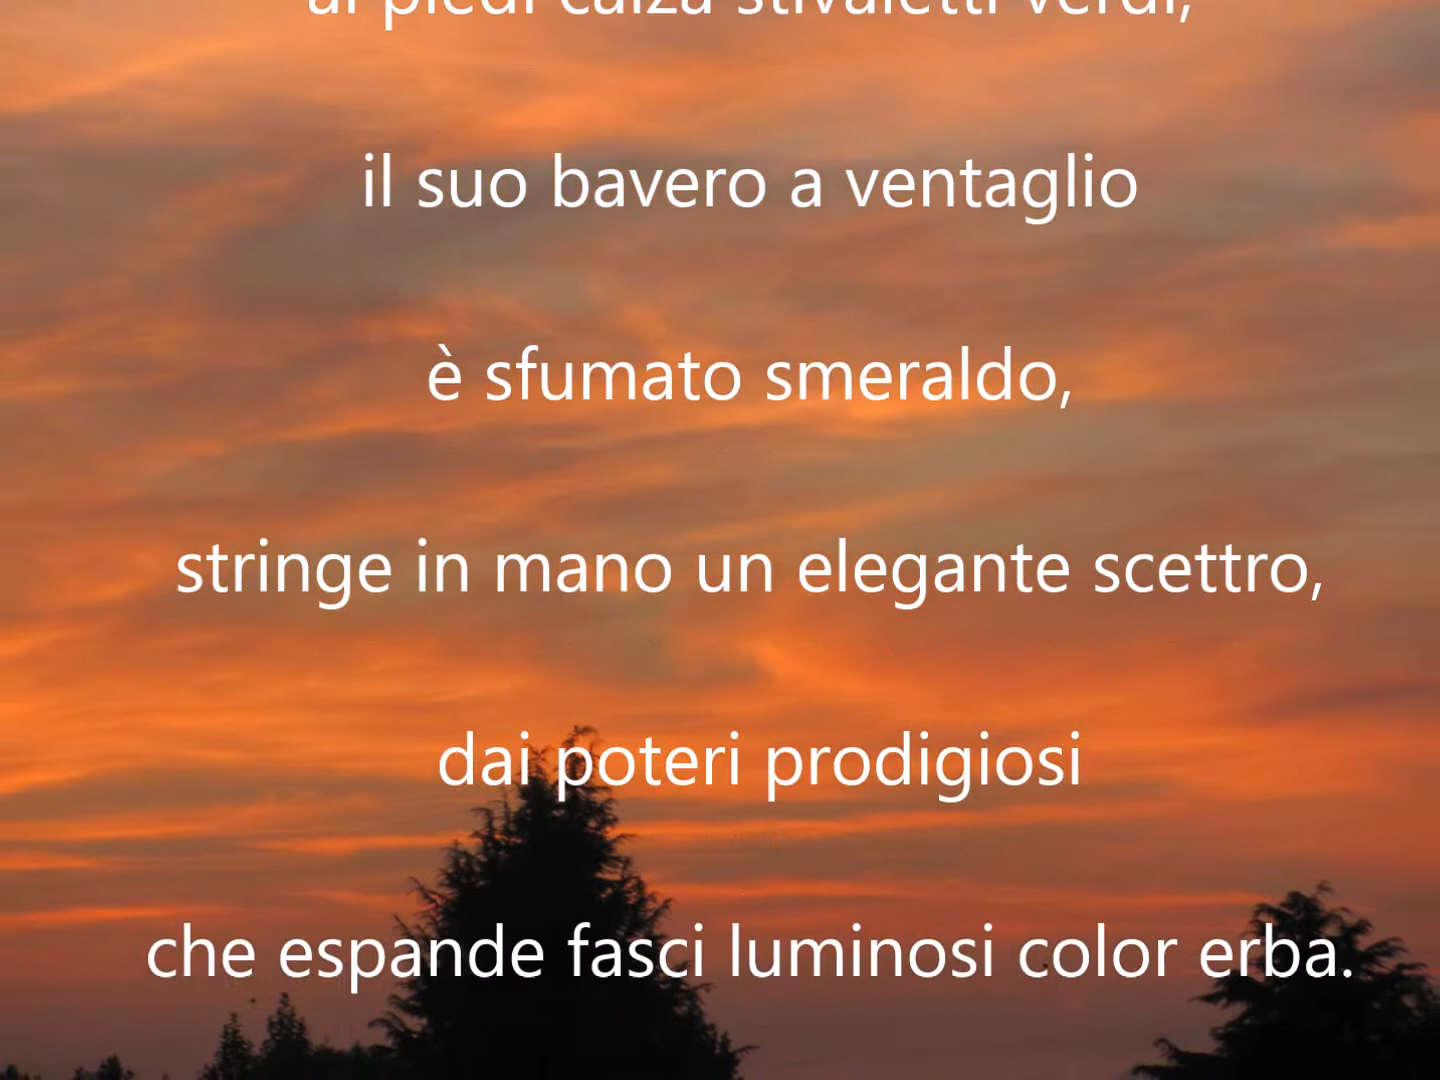 ai piedi calza stivaletti verdi,
il suo bavero a ventaglio
è sfumato smeraldo,
stringe in mano un elegante scettro,
dai poteri prodigiosi
che espande fasci luminosi color erba.